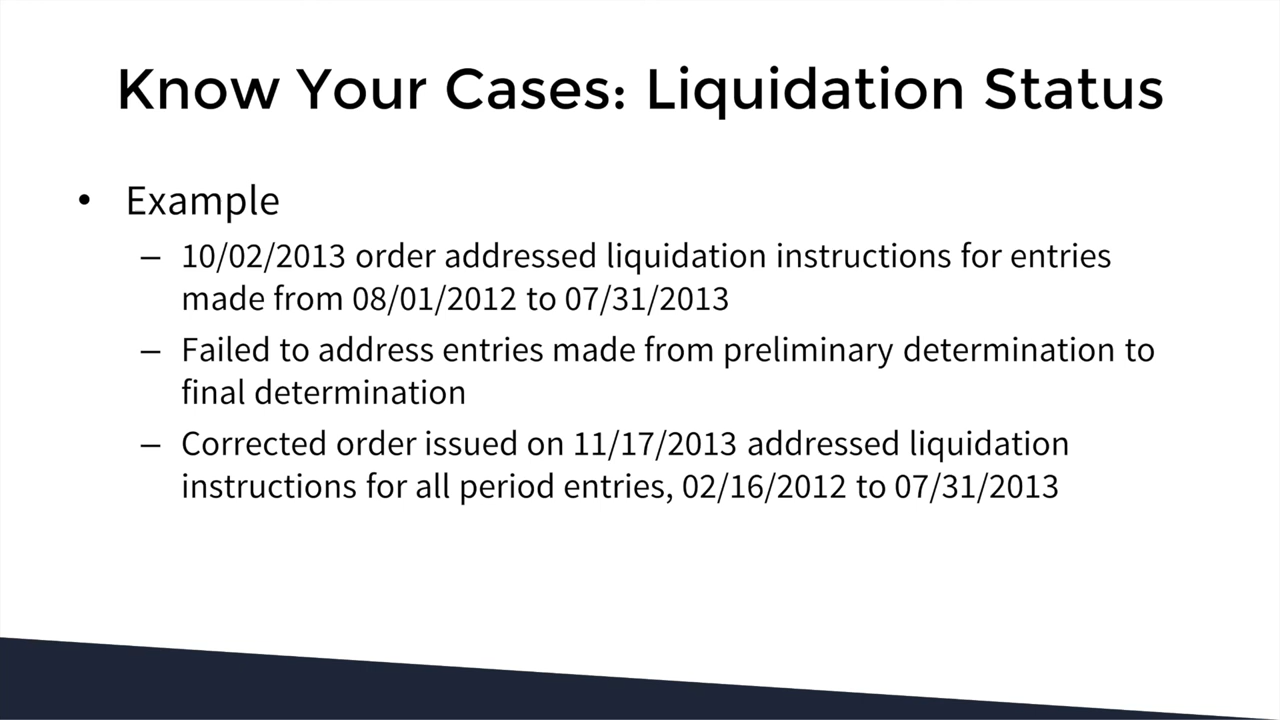 Know Your Cases: Liquidation Status
• Example
– 10/02/2013 order addressed liquidation instructions for entries
made from 08/01/2012 to 07/31/2013
– Failed to address entries made from preliminary determination to
final determination
– Corrected order issued on 11/17/2013 addressed liquidation
instructions for all period entries, 02/16/2012 to 07/31/2013